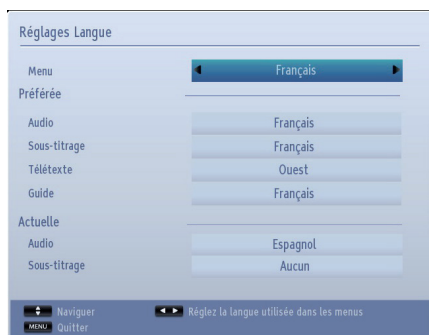 Réglages Langue
Menu Français
Préférée
Audio Français
Sous-titrage Français
Télétexte Ouest
Guide Français
Actuelle
Audio Espagnol
Sous-titrage Aucun
Naviguer Réglez la langue utilisée dans les menus
MENU Quitter